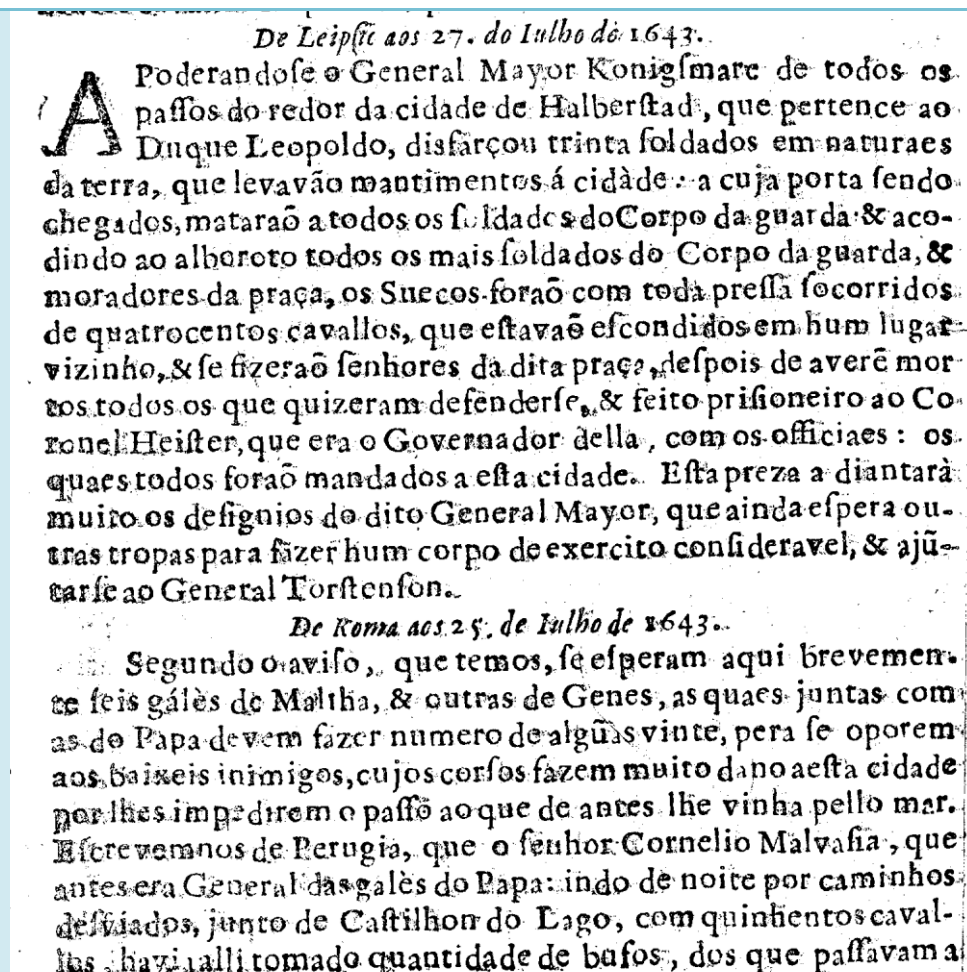 De Leipſic aos 27. do Iulho de 1643.
APoderandoſe o General Mayor Konigſmarc de todos os
paſſos do redor da cidade de Halberſtad, que pertence ao
Duque Leopoldo, disfarçou trinta ſoldados em naturaes
da terra, que levavão mantimentos á cidàde: a cuja porta ſendo
chegados, mataraõ a todos os ſoldados do Corpo da guarda: & aco-
dindo ao alboroto todos os mais ſoldados do Corpo da guarda, &
moradores da praça, os Suecos foraõ com toda preſſa ſocorridos
de quatrocentos cavallos, que eſtavaõ eſcondidos em hum lugar
vizinho, & ſe fizeraõ ſenhores da dita praça, deſpois de averẽ mor
tos todos os que quizeram defenderſe, & feito priſioneiro ao Co
ronel Heiſter, que era o Governador della, com os officiaes: os
quaes todos foraõ mandados a eſta cidade. Eſta preza a diantarà
muito os deſignios do dito General Mayor, que ainda eſpera ou-
tras tropas para fazer hum corpo de exercito conſideravel, & ajũ-
tarſe ao General Torſtenſon.
De Roma aos 25. de Iulho de 1643.
Segundo o aviſo, que temos, ſe eſperam aqui brevemen-
te ſeis gálès de Maltha, & outras de Genes, as quaes juntas com
as do Papa devem fazer numero de algũas vinte, pera ſe oporem
aos baixeis inimigos, cujos corſos fazem muito dano a eſta cidade
por lhes impedirem o paſſo ao que de antes lhe vinha pello mar.
Eſcrevemnos de Perugia, que o ſenhor Cornelio Malvaſia, que
antes era General das galès do Papa: indo de noite por caminhos
deſviados, junto de Caſtilhon do Lago, com quinhentos caval-
los, havia alli tomado quantidade de bufos, dos que paſſavam a